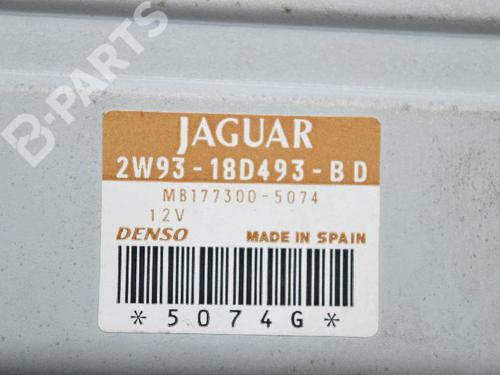 B-PARTS
JAGUAR
2W93-18D493-BD
MB177300-5074
12V
DENSO MADE IN SPAIN
*5074G*